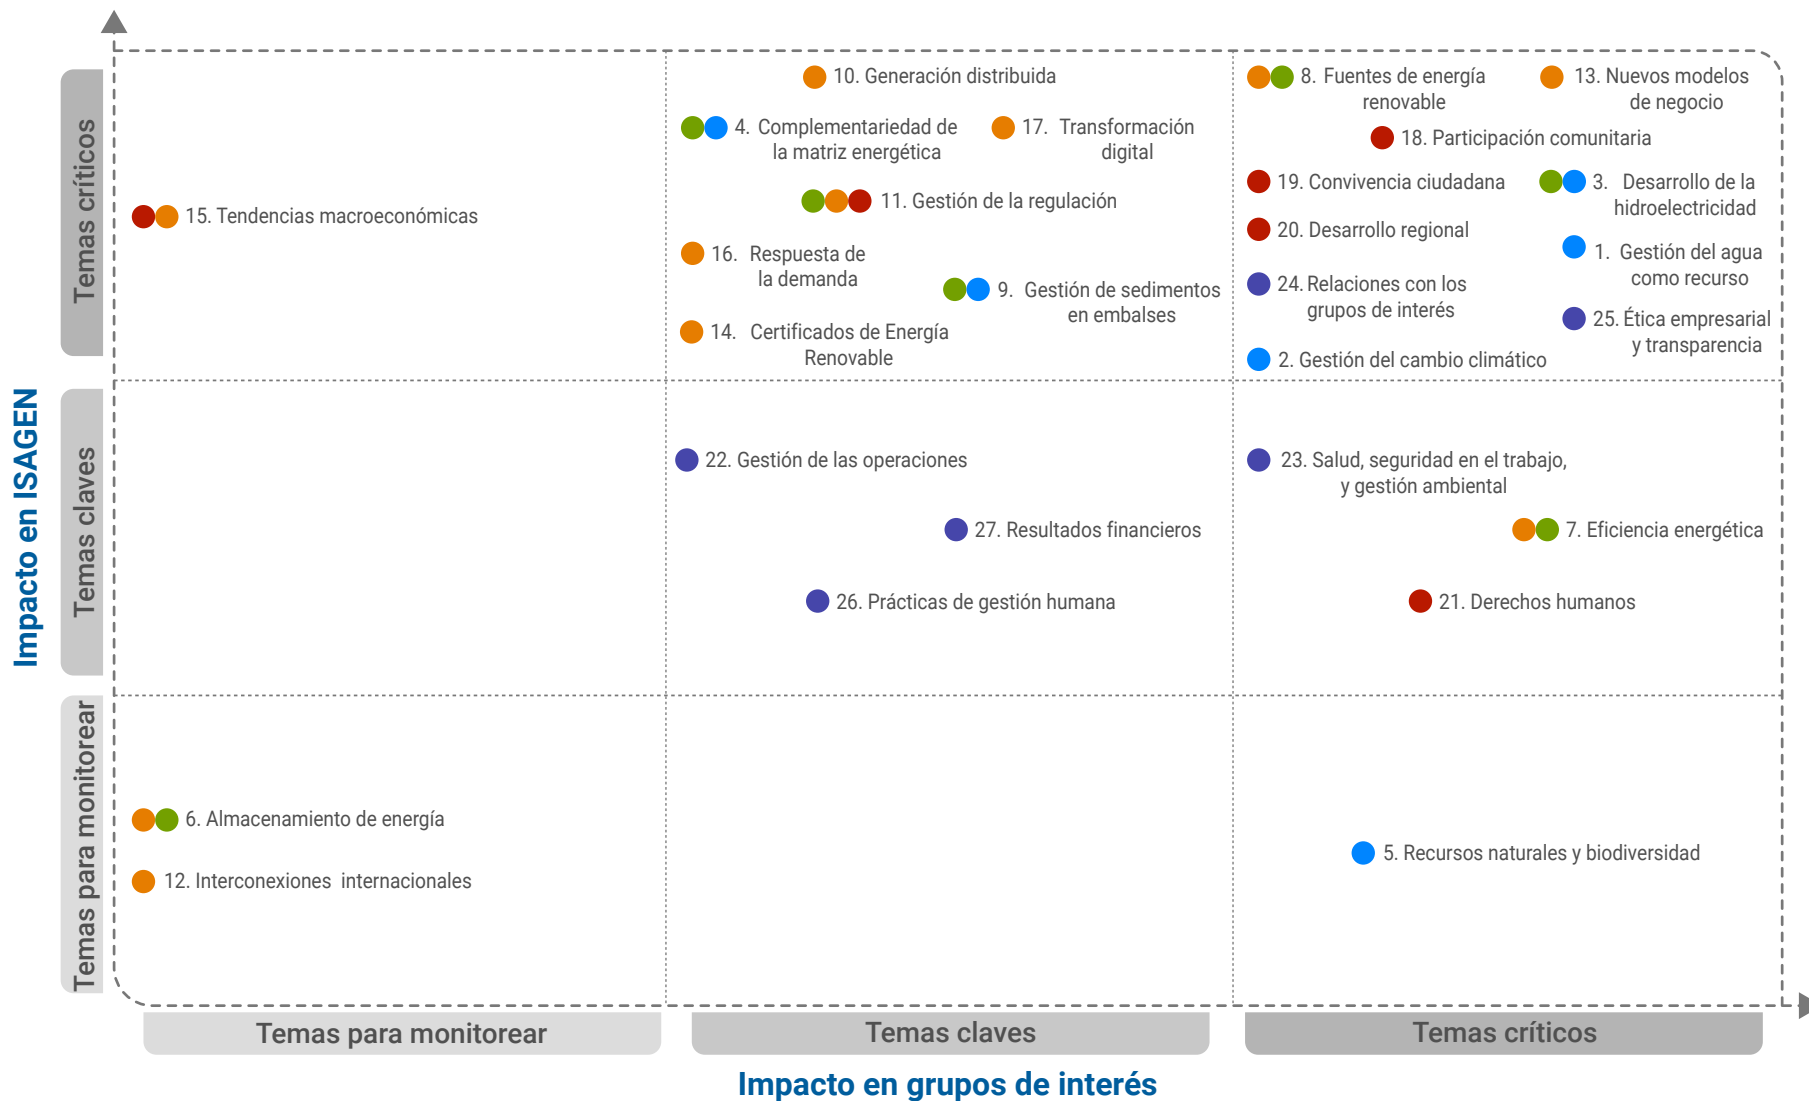 Impacto en ISAGEN
Temas críticos
Temas claves
Temas para monitorear
15. Tendencias macroeconómicas
10. Generación distribuida
4. Complementariedad de
la matriz energética
17. Transformación
digital
11. Gestión de la regulación
16. Respuesta de
la demanda
9. Gestión de sedimentos
en embalses
14. Certificados de Energía
Renovable
8. Fuentes de energía
renovable
13. Nuevos modelos
de negocio
18. Participación comunitaria
19. Convivencia ciudadana
3. Desarrollo de la
hidroelectricidad
20. Desarrollo regional
1. Gestión del agua
como recurso
24. Relaciones con los
grupos de interés
25. Ética empresarial
y transparencia
2. Gestión del cambio climático
22. Gestión de las operaciones
27. Resultados financieros
26. Prácticas de gestión humana
23. Salud, seguridad en el trabajo,
y gestión ambiental
7. Eficiencia energética
21. Derechos humanos
6. Almacenamiento de energía
12. Interconexiones internacionales
5. Recursos naturales y biodiversidad
Temas para monitorear
Temas claves
Temas críticos
Impacto en grupos de interés